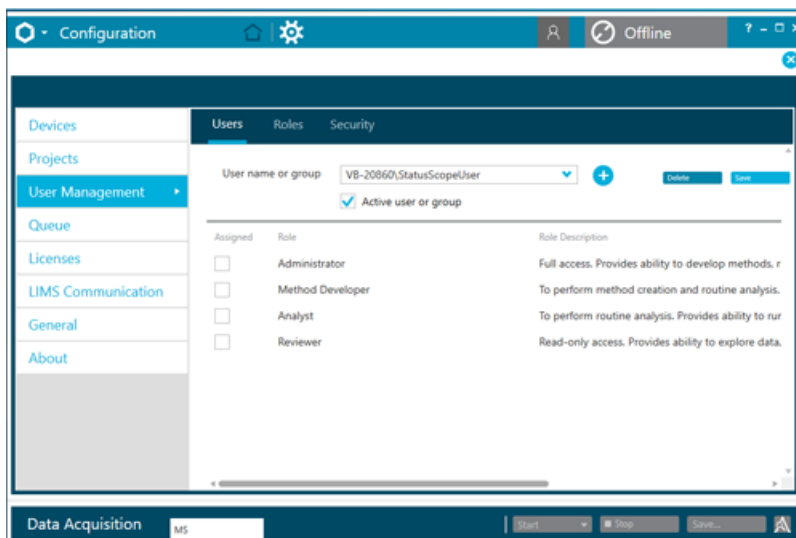 Configuration
Offline
?
Devices
Projects
User Management
Queue
Licenses
LIMS Communication
General
About
Users Roles Security
User name or group VB-20860\StatusScopeUser Delete Save
Active user or group
Assigned Role Role Description
Administrator Full access. Provides ability to develop methods, r
Method Developer To perform method creation and routine analysis.
Analyst To perform routine analysis. Provides ability to rur
Reviewer Read-only access. Provides ability to explore data.
Data Acquisition MS Start Stop Save...